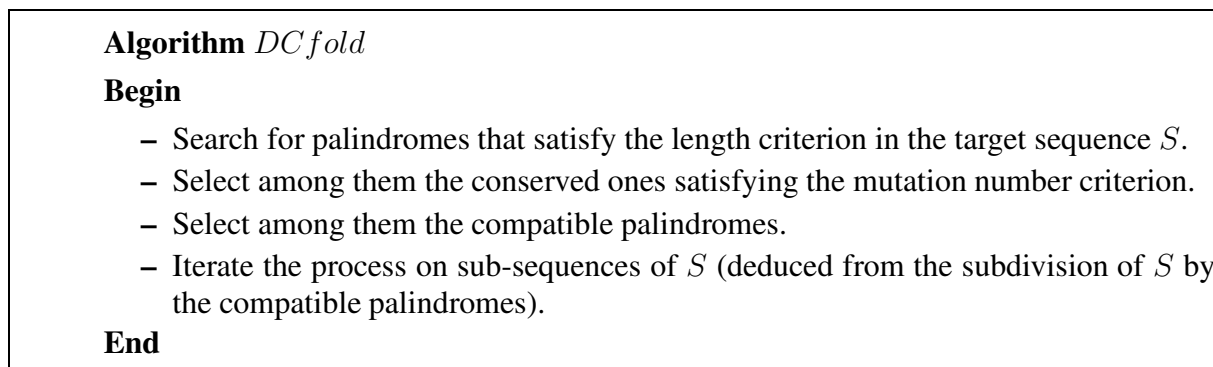 Algorithm DCfold
Begin
– Search for palindromes that satisfy the length criterion in the target sequence S.
– Select among them the conserved ones satisfying the mutation number criterion.
– Select among them the compatible palindromes.
– Iterate the process on sub-sequences of S (deduced from the subdivision of S by
the compatible palindromes).
End